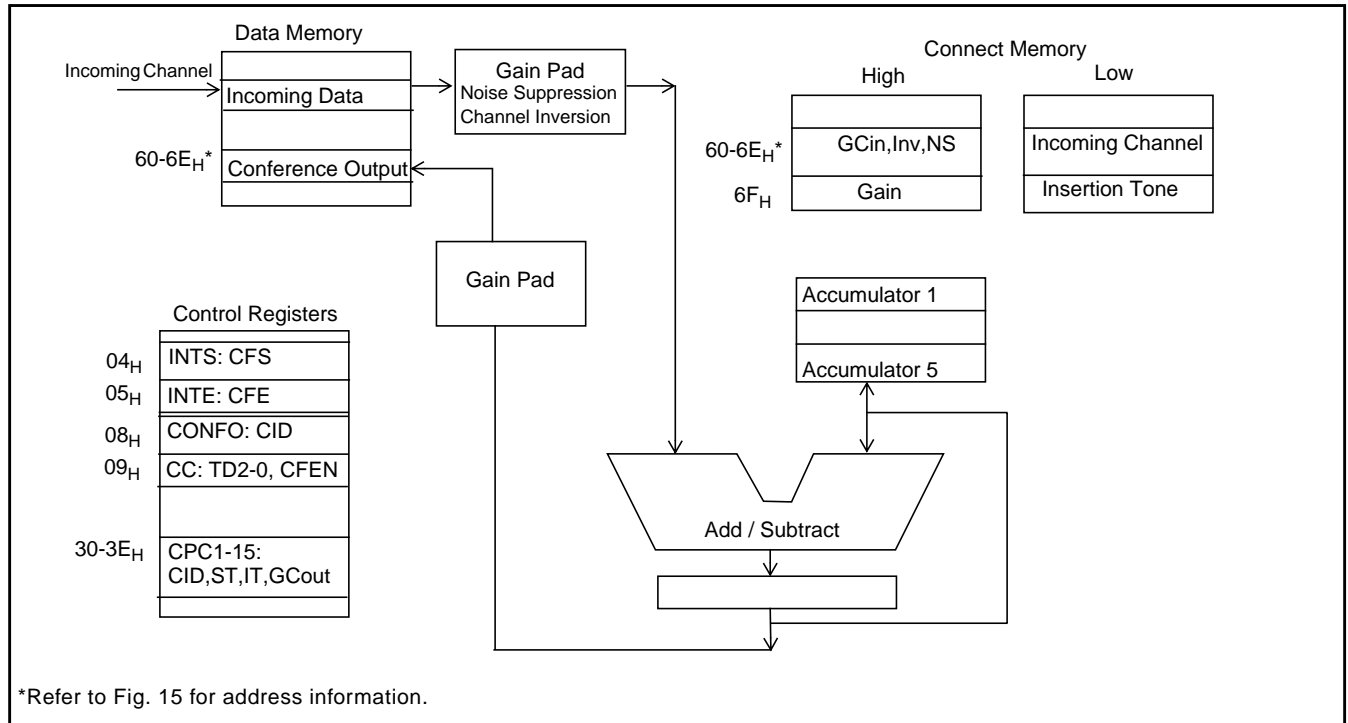 Data Memory
Incoming Channel
Incoming Data
60-6EH*
Conference Output
Gain Pad
Noise Suppression
Channel Inversion
Connect Memory
High
Low
60-6EH*
GCin,Inv,NS
Incoming Channel
6FH
Gain
Insertion Tone
Gain Pad
Accumulator 1
Accumulator 5
Control Registers
04H
INTS: CFS
05H
INTE: CFE
08H
CONFO: CID
09H
CC: TD2-0, CFEN
30-3EH
CPC1-15:
CID,ST,IT,GCout
Add / Subtract
*Refer to Fig. 15 for address information.